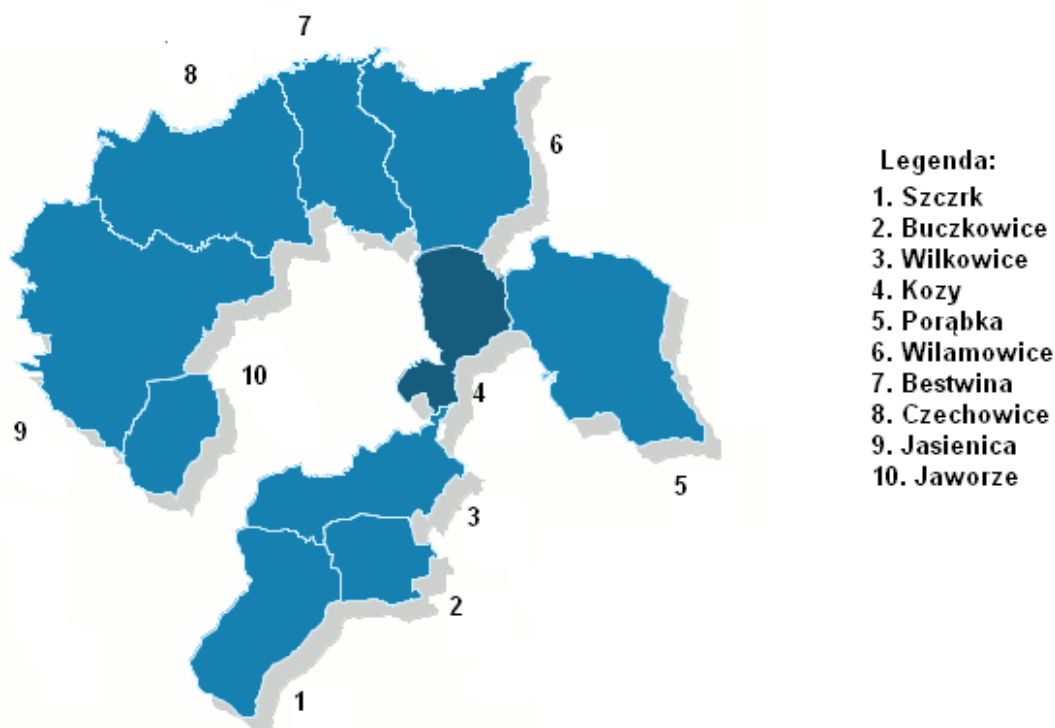 7
8
6
10
4
9
5
3
2
1
Legenda:
1. Szczrk
2. Buczkowice
3. Wilkowice
4. Kozy
5. Porąbka
6. Wilamowice
7. Bestwina
8. Czechowice
9. Jasienica
10. Jaworze